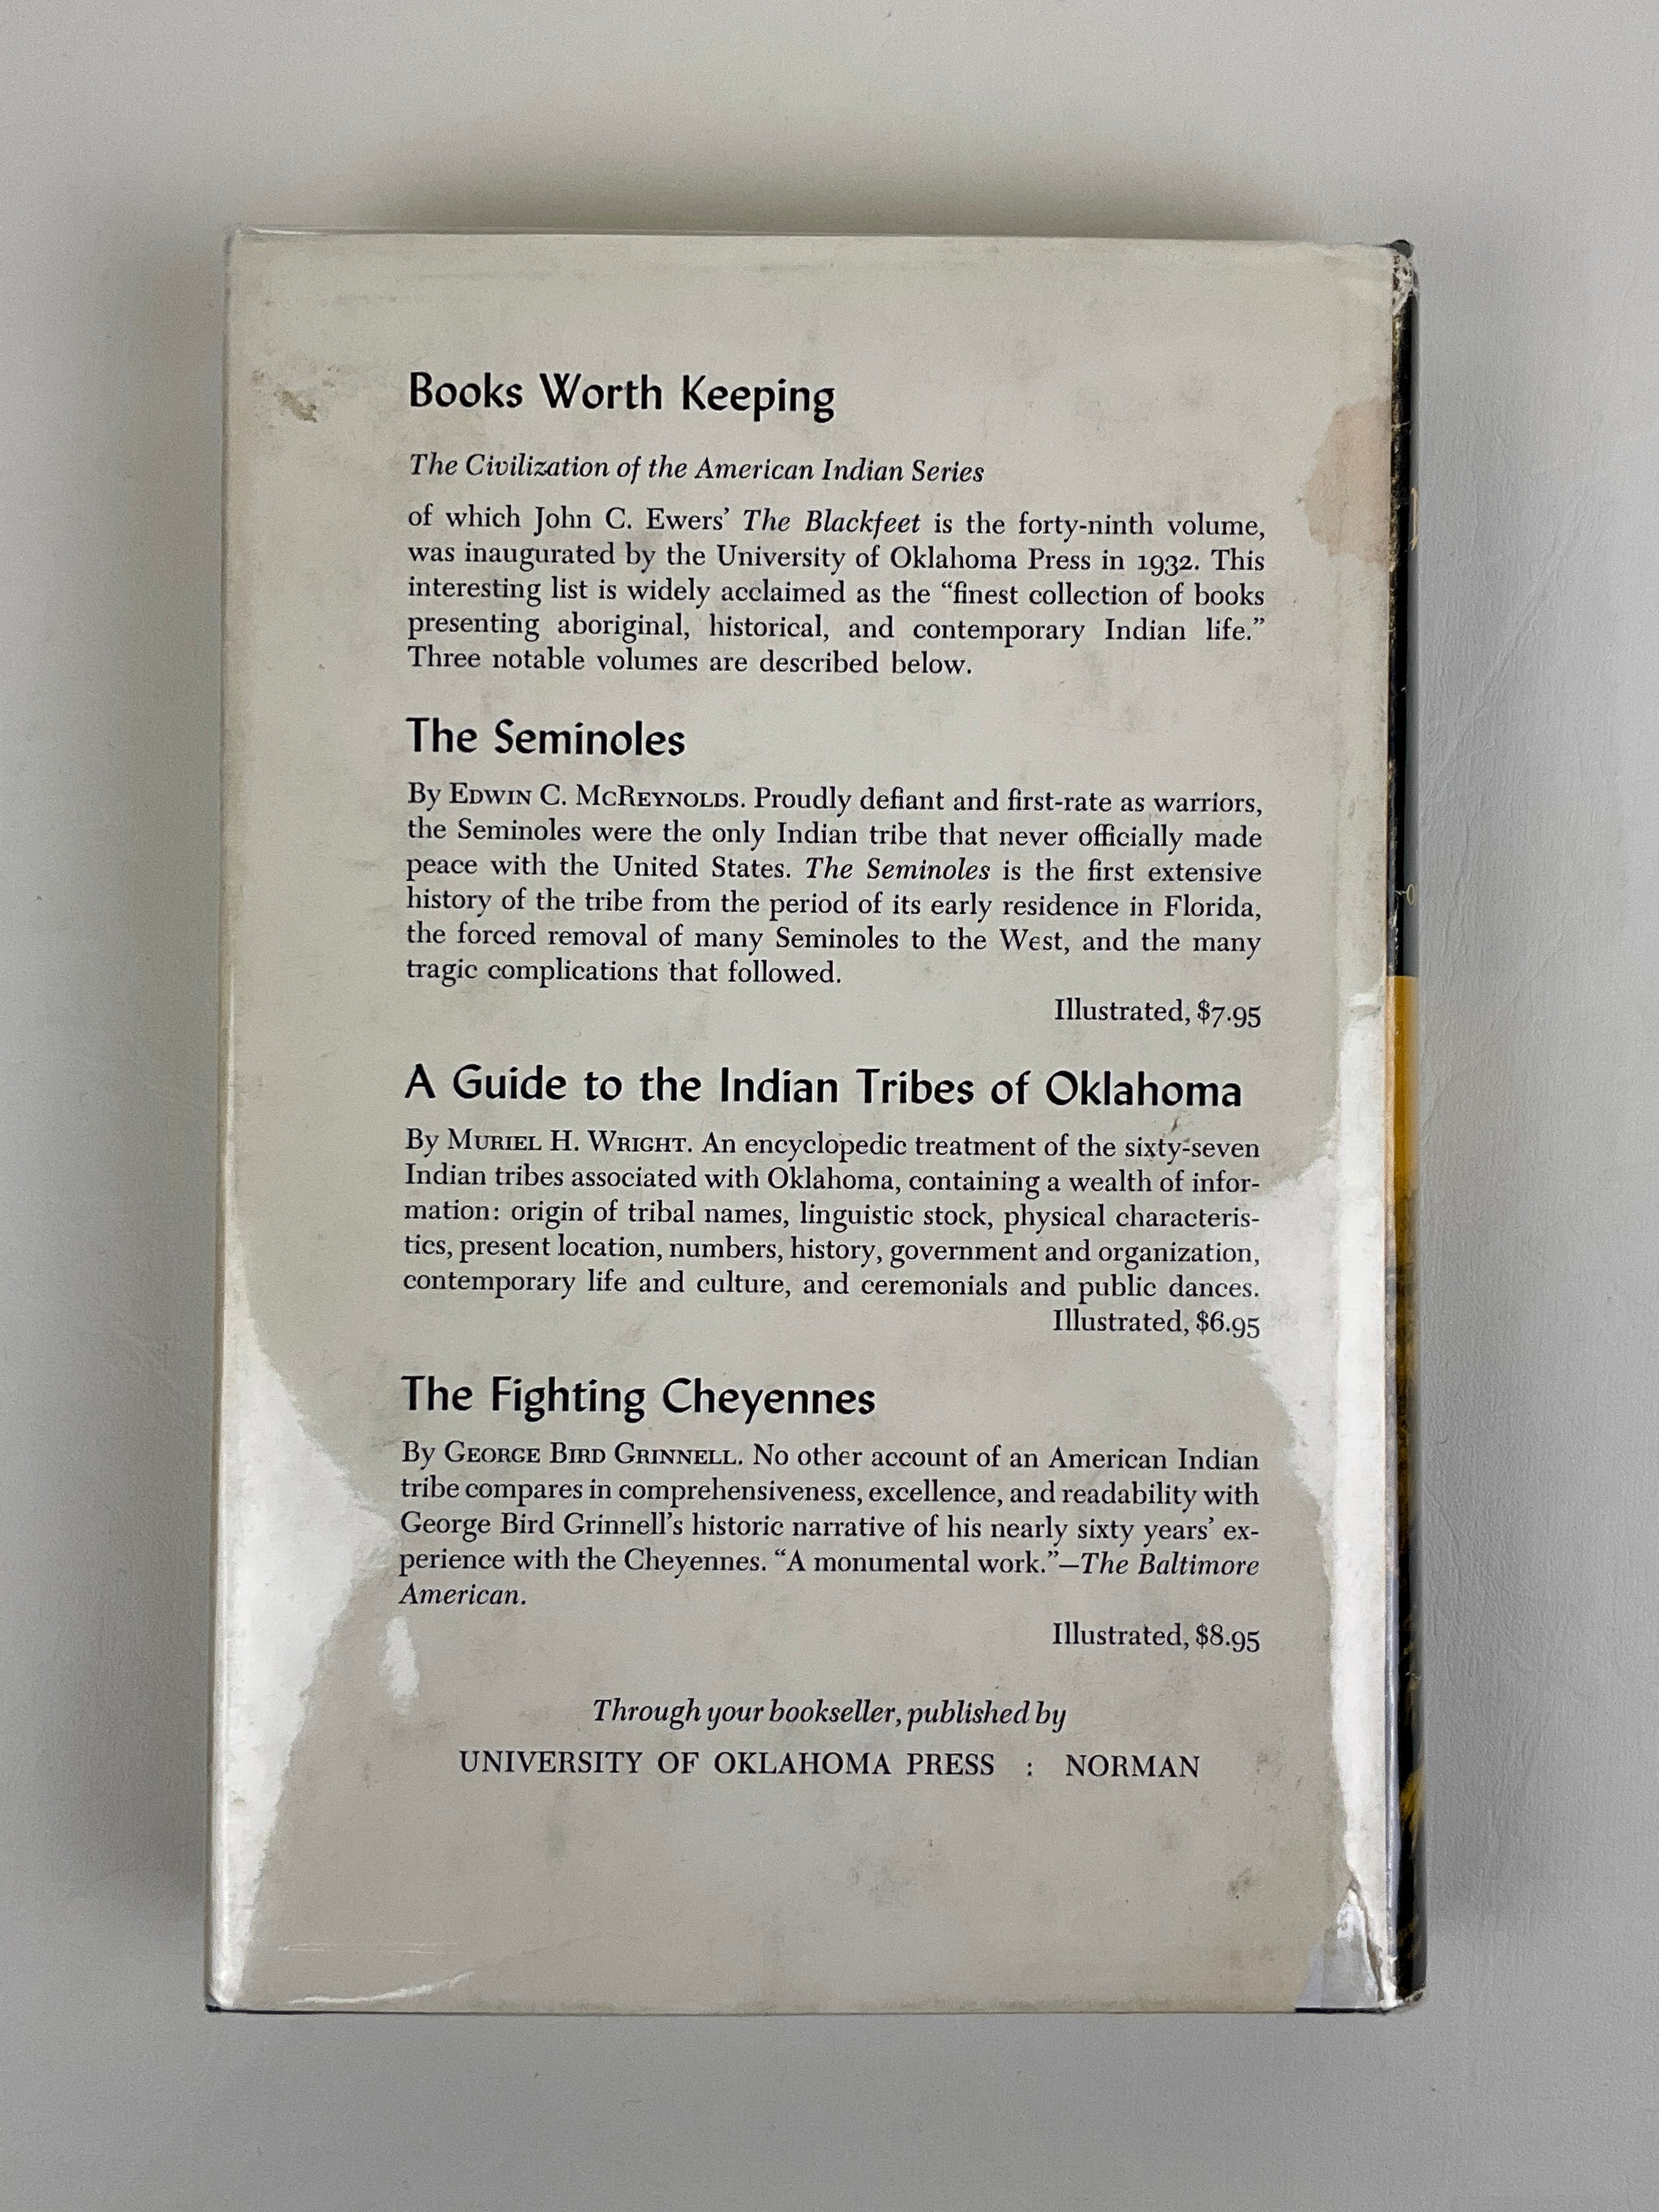 Books Worth Keeping
The Civilization of the American Indian Series
of which John C. Ewers’ The Blackfeet is the forty-ninth volume,
was inaugurated by the University of Oklahoma Press in 1932. This
interesting list is widely acclaimed as the “finest collection of books
presenting aboriginal, historical, and contemporary Indian life.”
Three notable volumes are described below.
The Seminoles
By EDWIN C. MCREYNOLDS. Proudly defiant and first-rate as warriors,
the Seminoles were the only Indian tribe that never officially made
peace with the United States. The Seminoles is the first extensive
history of the tribe from the period of its early residence in Florida,
the forced removal of many Seminoles to the West, and the many
tragic complications that followed.
Illustrated, $7.95
A Guide to the Indian Tribes of Oklahoma
By MURIEL H. WRIGHT. An encyclopedic treatment of the sixty-seven
Indian tribes associated with Oklahoma, containing a wealth of infor-
mation: origin of tribal names, linguistic stock, physical characteris-
tics, present location, numbers, history, government and organization,
contemporary life and culture, and ceremonials and public dances.
Illustrated, $6.95
The Fighting Cheyennes
By GEORGE BIRD GRINNELL. No other account of an American Indian
tribe compares in comprehensiveness, excellence, and readability with
George Bird Grinnell’s historic narrative of his nearly sixty years’ ex-
perience with the Cheyennes. “A monumental work.”—The Baltimore
American.
Illustrated, $8.95
Through your bookseller, published by
UNIVERSITY OF OKLAHOMA PRESS : NORMAN